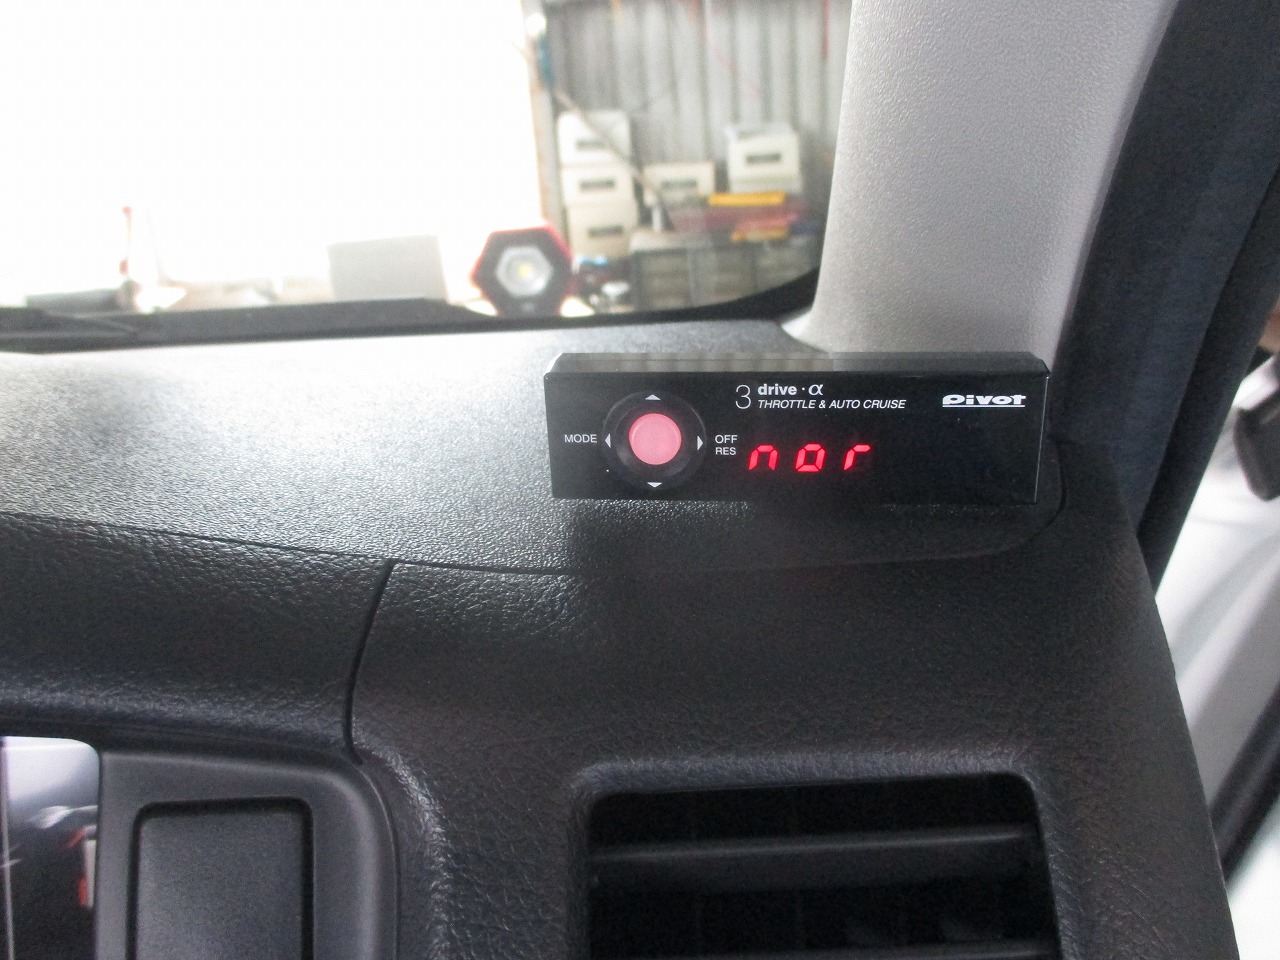 3 drive・α
THROTTLE & AUTO CRUISE
Pivot
MODE
OFF
RES
nor